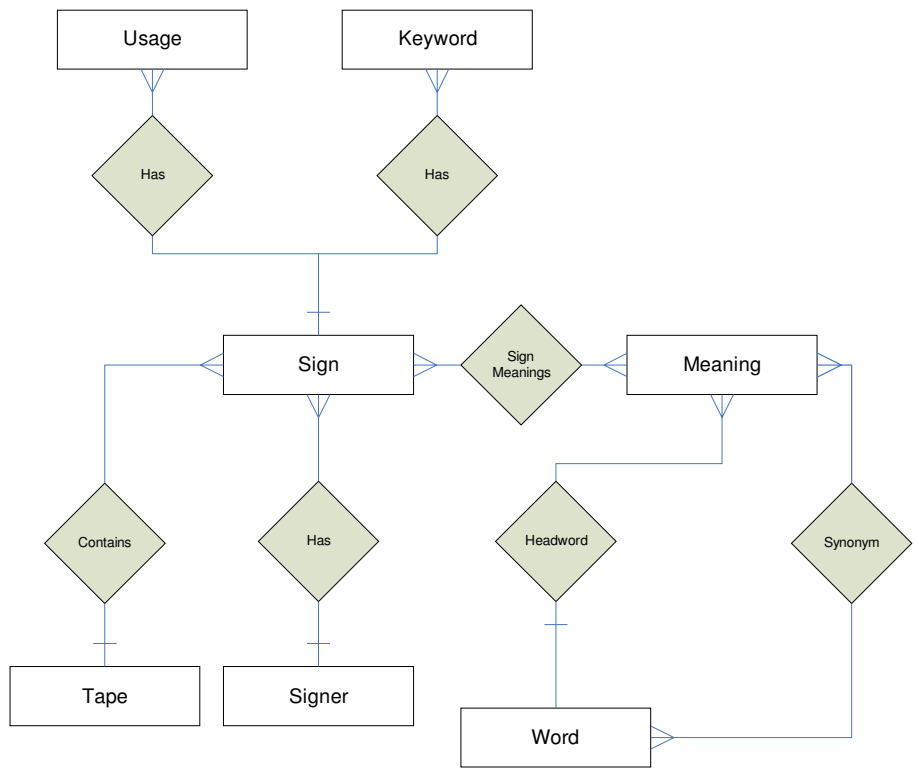 Usage
Keyword
Has
Has
Sign
Sign
Meanings
Meaning
Contains
Has
Headword
Synonym
Tape
Signer
Word